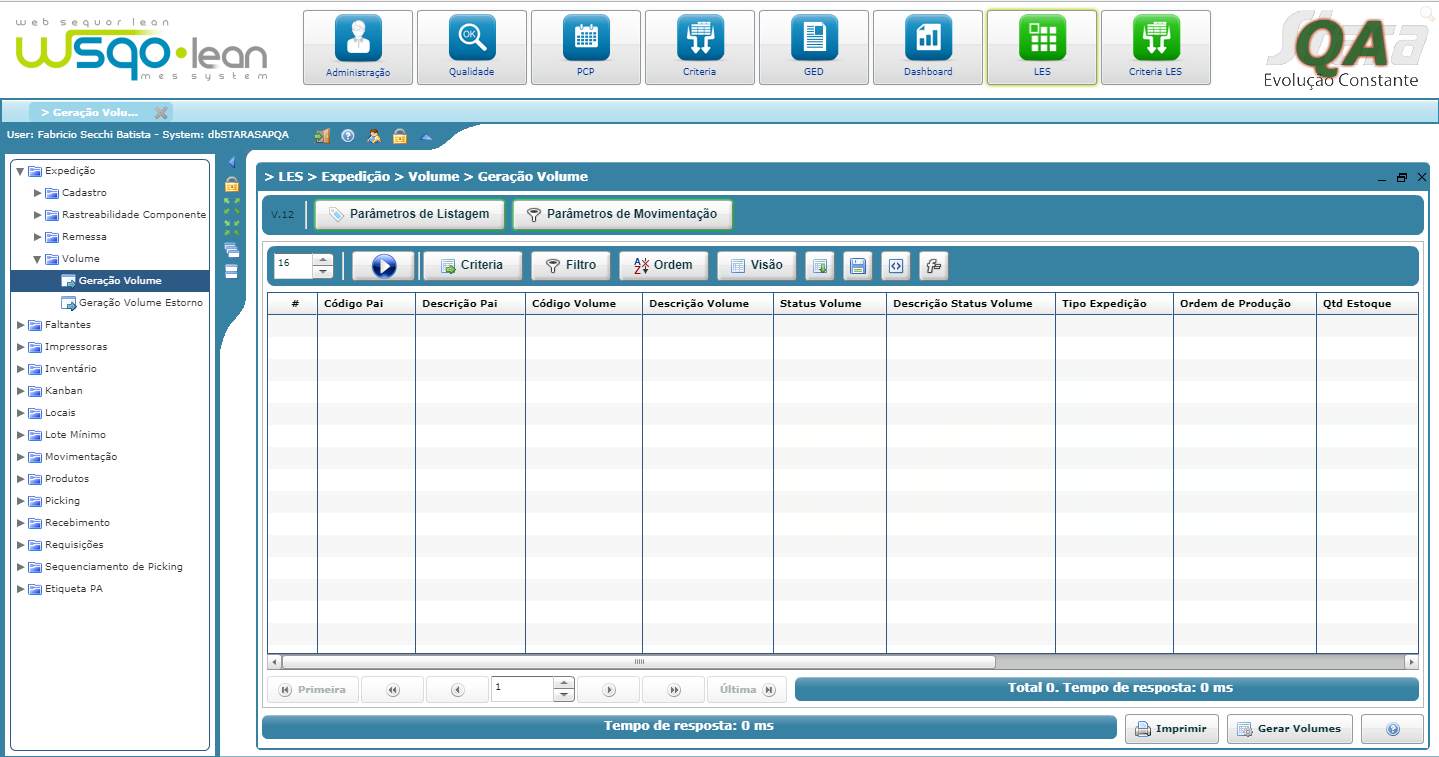 web sequor lean
wsqo•lean
mes system
Administração
Qualidade
PCP
Criteria
GED
Dashboard
LES
Criteria LES
QA
Evolução Constante
> Geração Volu...
User: Fabricio Secchi Batista - System: dbSTARASAPQA
Expedição
Cadastro
Rastreabilidade Componente
Remessa
Volume
Geração Volume
Geração Volume Estorno
Faltantes
Impressoras
Inventário
Kanban
Locais
Lote Mínimo
Movimentação
Produtos
Picking
Recebimento
Requisições
Sequenciamento de Picking
Etiqueta PA
> LES > Expedição > Volume > Geração Volume
V.12 Parâmetros de Listagem Parâmetros de Movimentação
16 Criteria Filtro Ordem Visão
# Código Pai Descrição Pai Código Volume Descrição Volume Status Volume Descrição Status Volume Tipo Expedição Ordem de Produção Qtd Estoque
Primeira 1 Última Total 0. Tempo de resposta: 0 ms
Tempo de resposta: 0 ms Imprimir Gerar Volumes